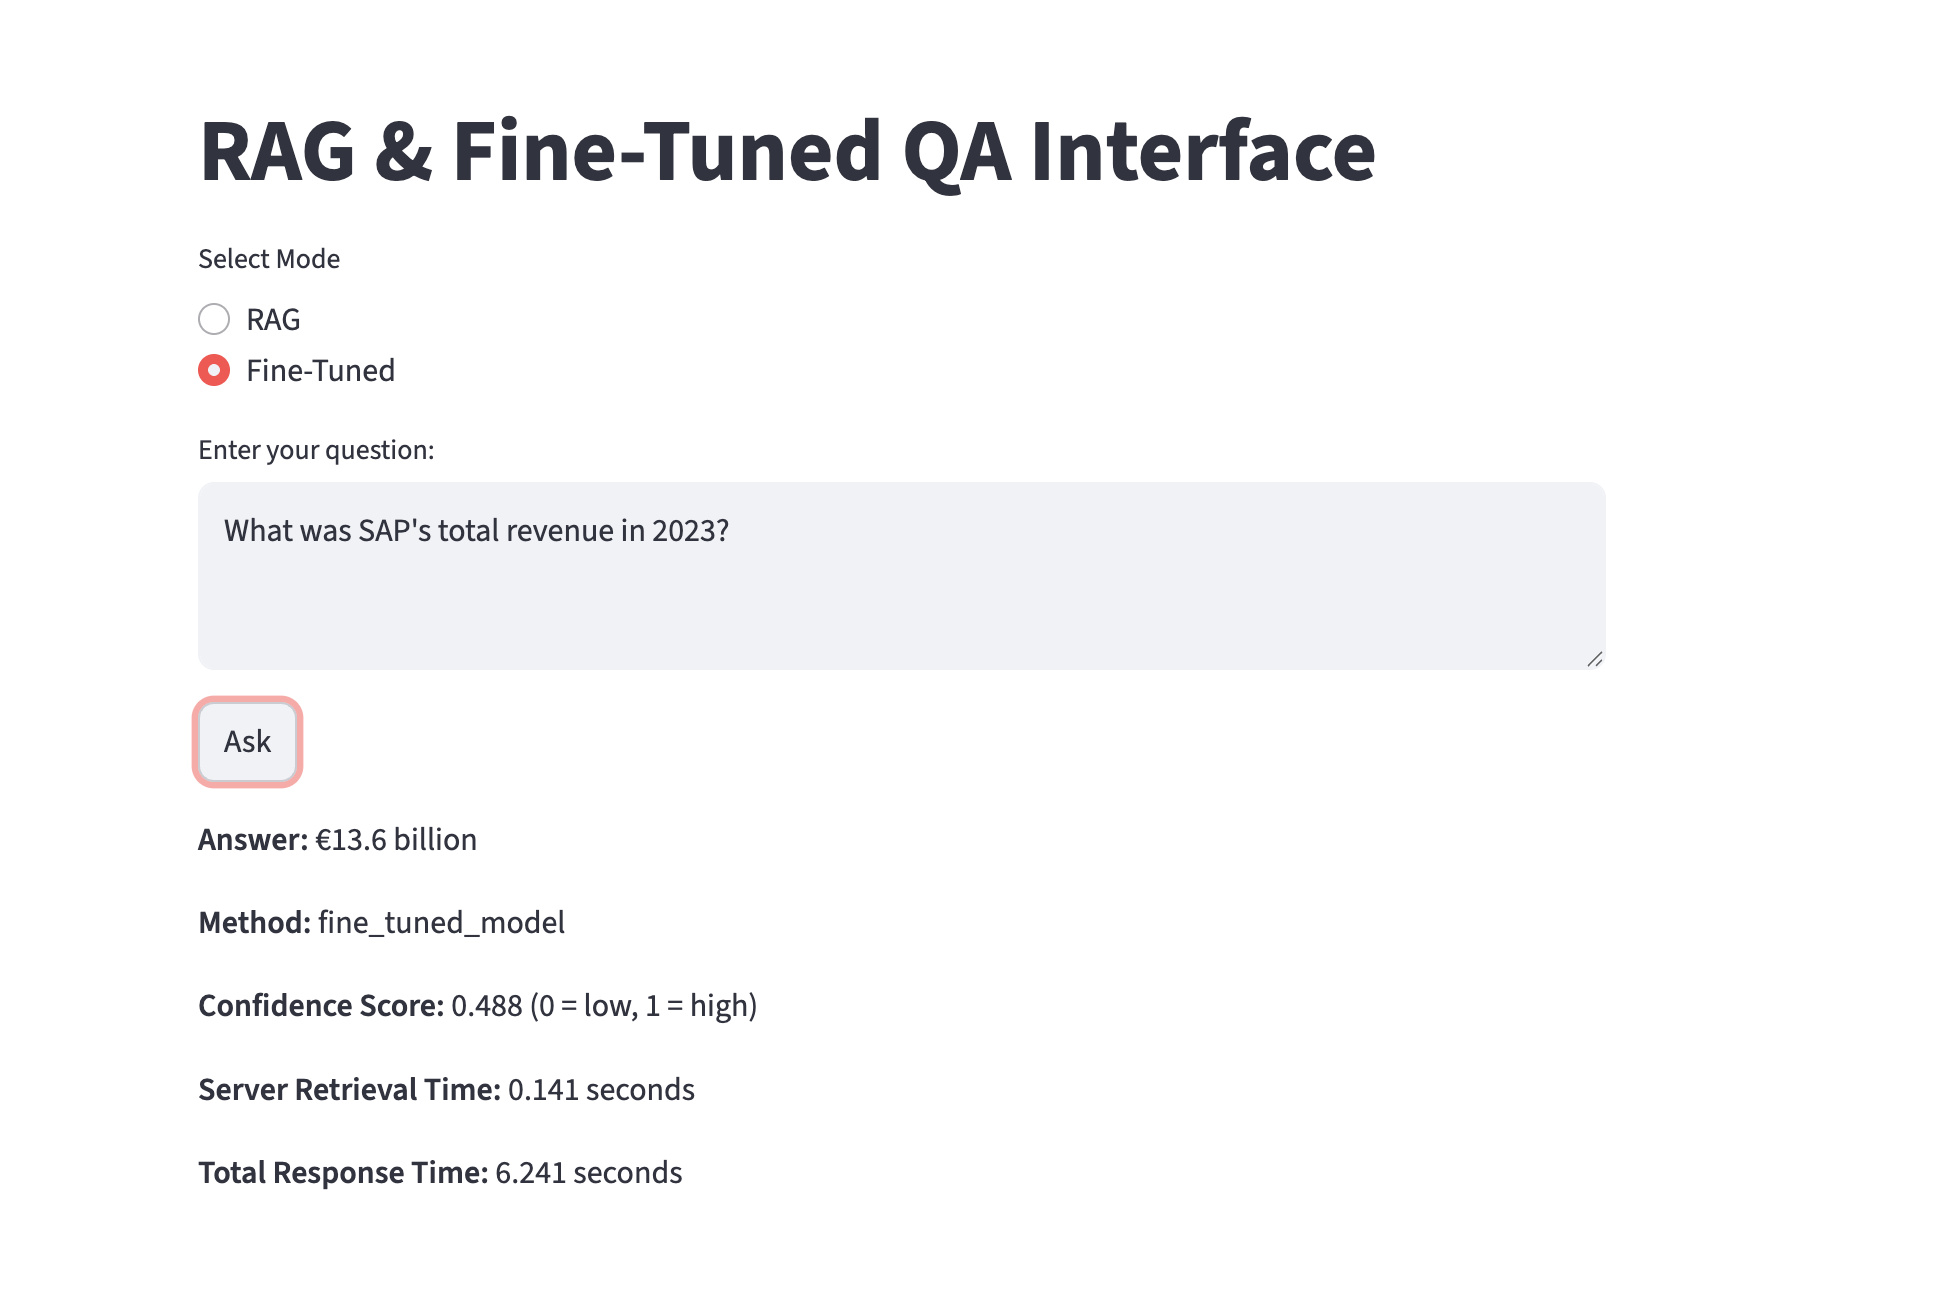 RAG & Fine-Tuned QA Interface
Select Mode
RAG
Fine-Tuned
Enter your question:
What was SAP's total revenue in 2023?
Ask
Answer: €13.6 billion
Method: fine_tuned_model
Confidence Score: 0.488 (0 = low, 1 = high)
Server Retrieval Time: 0.141 seconds
Total Response Time: 6.241 seconds